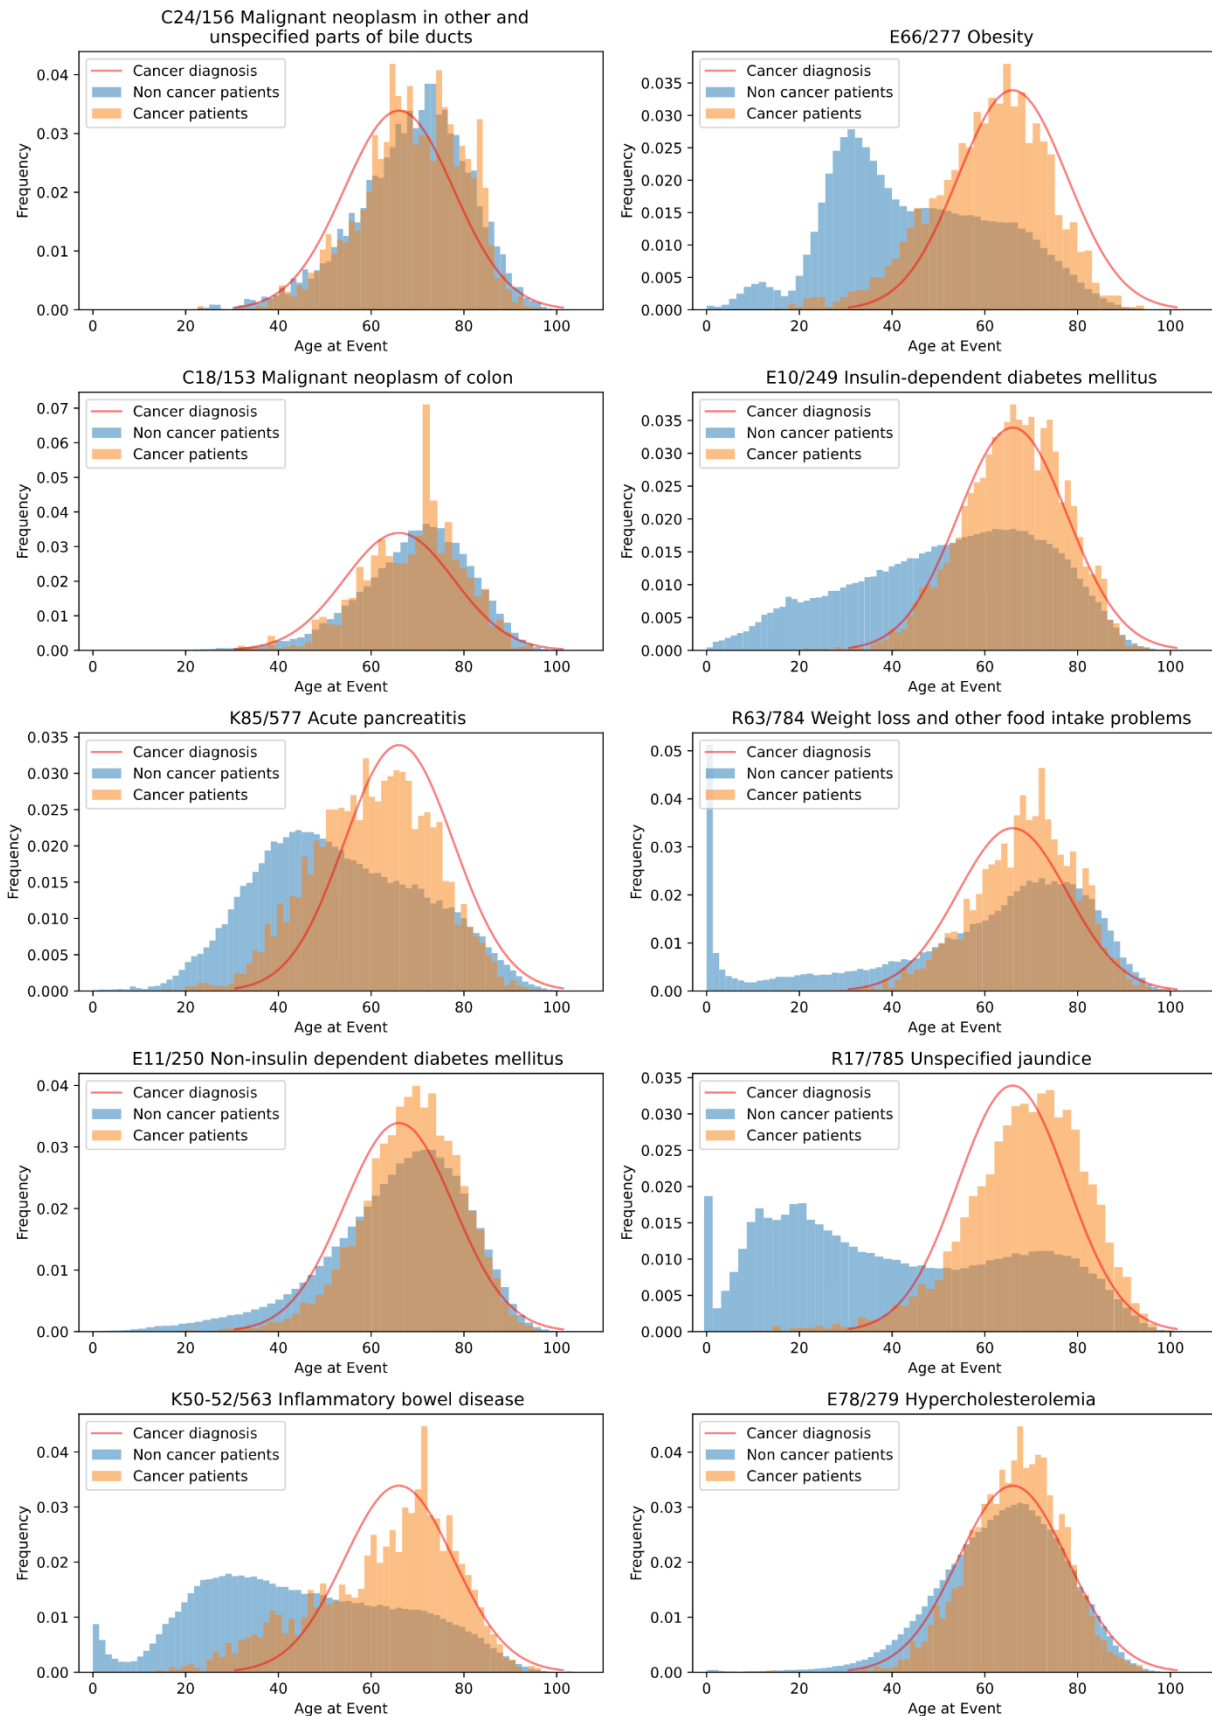 C24/156 Malignant neoplasm in other and
unspecified parts of bile ducts
Cancer diagnosis
Non cancer patients
Cancer patients
Frequency
0.04
0.03
0.02
0.01
0.00
0 20 40 60 80 100
Age at Event
E66/277 Obesity
Cancer diagnosis
Non cancer patients
Cancer patients
Frequency
0.035
0.030
0.025
0.020
0.015
0.010
0.005
0.000
0 20 40 60 80 100
Age at Event
C18/153 Malignant neoplasm of colon
Cancer diagnosis
Non cancer patients
Cancer patients
Frequency
0.07
0.06
0.05
0.04
0.03
0.02
0.01
0.00
0 20 40 60 80 100
Age at Event
E10/249 Insulin-dependent diabetes mellitus
Cancer diagnosis
Non cancer patients
Cancer patients
Frequency
0.035
0.030
0.025
0.020
0.015
0.010
0.005
0.000
0 20 40 60 80 100
Age at Event
K85/577 Acute pancreatitis
Cancer diagnosis
Non cancer patients
Cancer patients
Frequency
0.035
0.030
0.025
0.020
0.015
0.010
0.005
0.000
0 20 40 60 80 100
Age at Event
R63/784 Weight loss and other food intake problems
Cancer diagnosis
Non cancer patients
Cancer patients
Frequency
0.05
0.04
0.03
0.02
0.01
0.00
0 20 40 60 80 100
Age at Event
E11/250 Non-insulin dependent diabetes mellitus
Cancer diagnosis
Non cancer patients
Cancer patients
Frequency
0.04
0.03
0.02
0.01
0.00
0 20 40 60 80 100
Age at Event
R17/785 Unspecified jaundice
Cancer diagnosis
Non cancer patients
Cancer patients
Frequency
0.035
0.030
0.025
0.020
0.015
0.010
0.005
0.000
0 20 40 60 80 100
Age at Event
K50-52/563 Inflammatory bowel disease
Cancer diagnosis
Non cancer patients
Cancer patients
Frequency
0.04
0.03
0.02
0.01
0.00
0 20 40 60 80 100
Age at Event
E78/279 Hypercholesterolemia
Cancer diagnosis
Non cancer patients
Cancer patients
Frequency
0.04
0.03
0.02
0.01
0.00
0 20 40 60 80 100
Age at Event